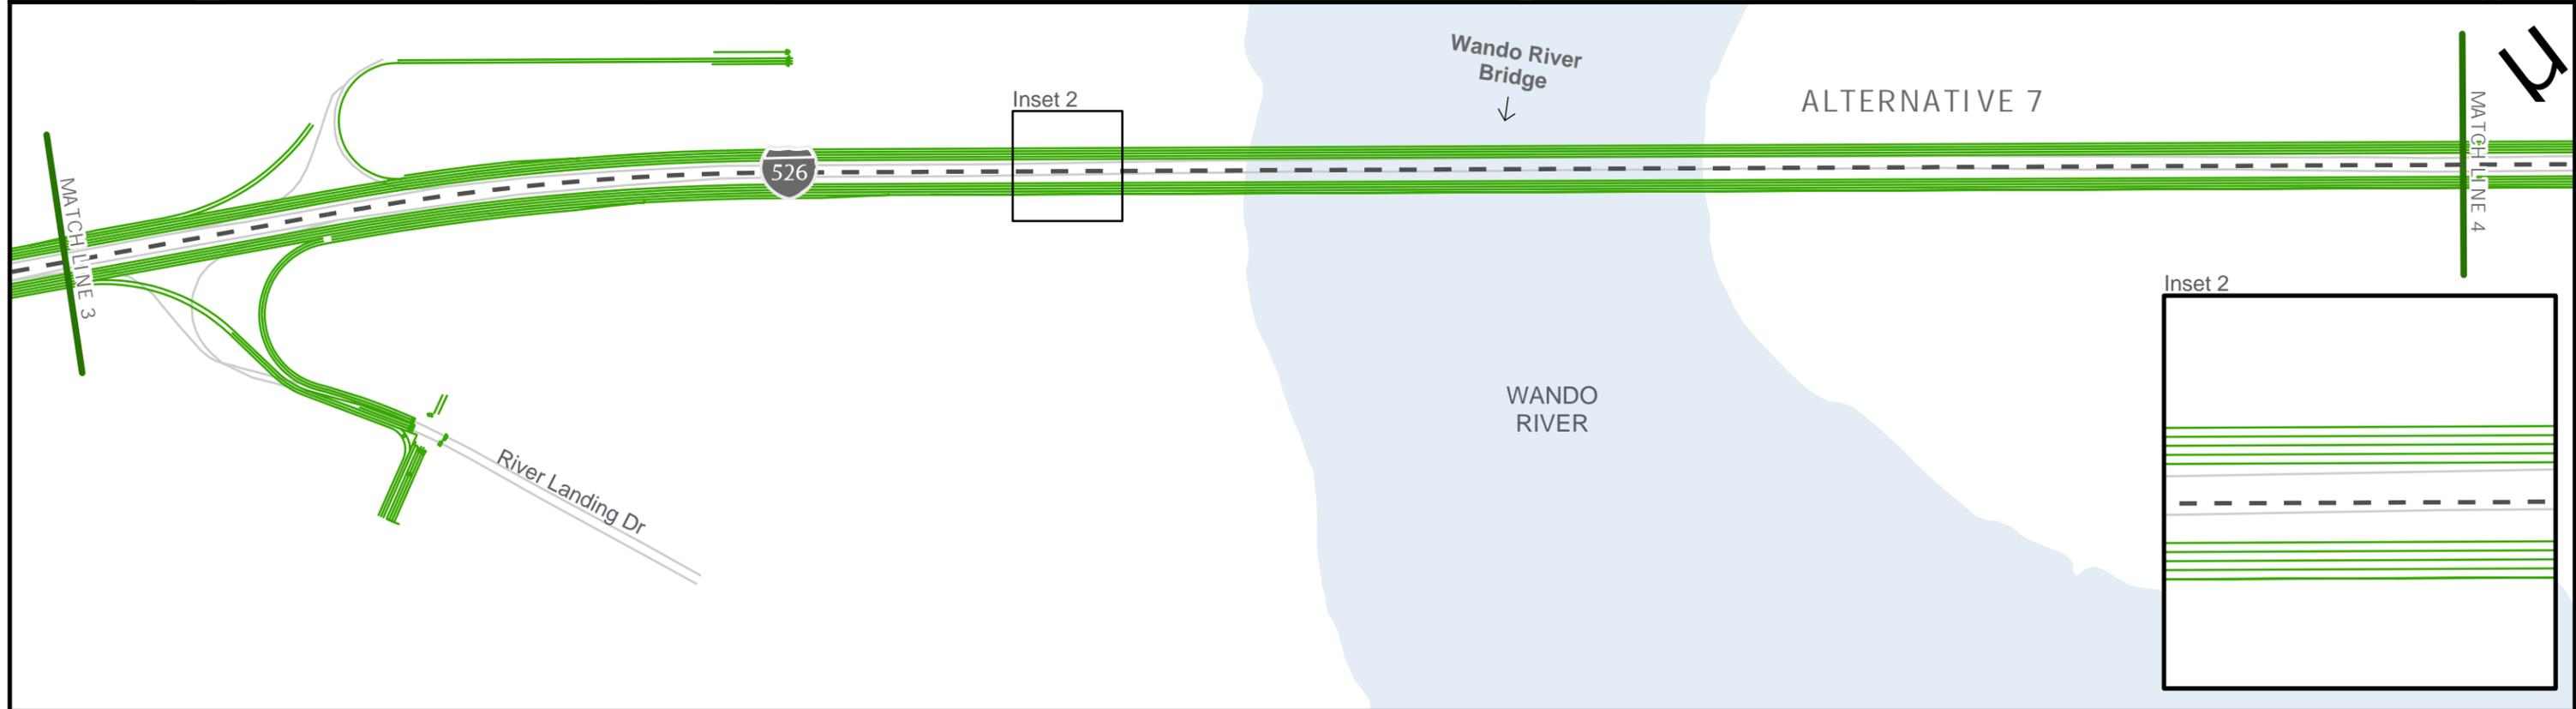 Wando River
Bridge
Inset 2
ALTERNATIVE 7
µ
526
MATCH LINE 3
MATCH LINE 4
Inset 2
WANDO
RIVER
River Landing Dr